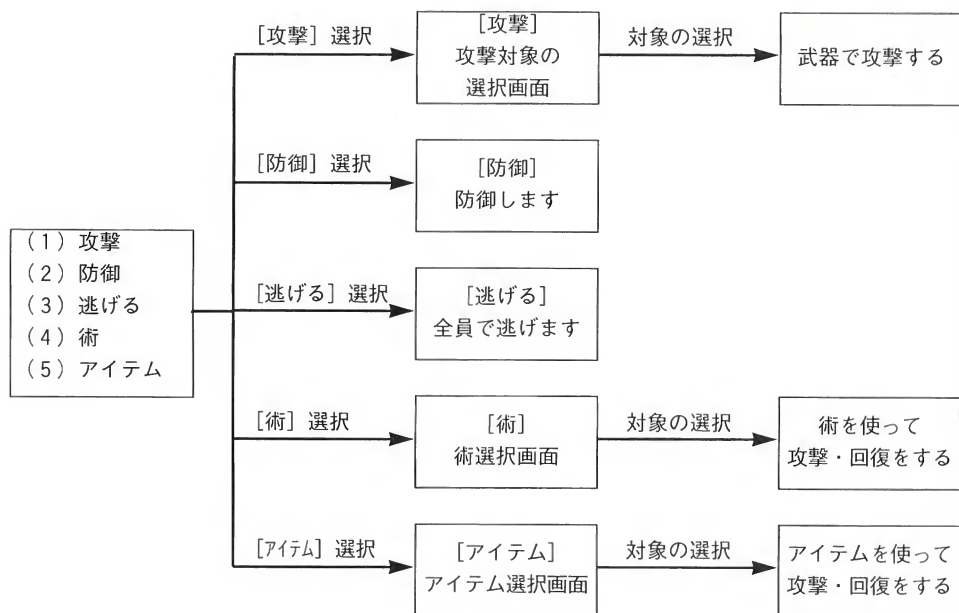 [攻撃] 選択
[攻撃]
攻撃対象の
選択画面
対象の選択
武器で攻撃する
[防御] 選択
[防御]
防御します
(1) 攻撃
(2) 防御
(3) 逃げる
(4) 術
(5) アイテム
[逃げる] 選択
[逃げる]
全員で逃げます
[術] 選択
[術]
術選択画面
対象の選択
術を使って
攻撃・回復をする
[アイテム] 選択
[アイテム]
アイテム選択画面
対象の選択
アイテムを使って
攻撃・回復をする